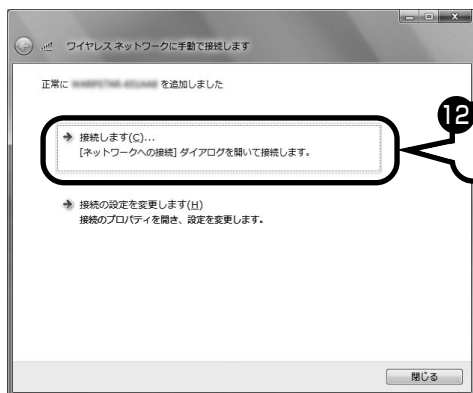 ワイヤレス ネットワークに手動で接続します
正常に を追加しました
接続します(C)...
[ネットワークへの接続] ダイアログを開いて接続します。
接続の設定を変更します(H)
接続のプロパティを開き、設定を変更します。
閉じる
12